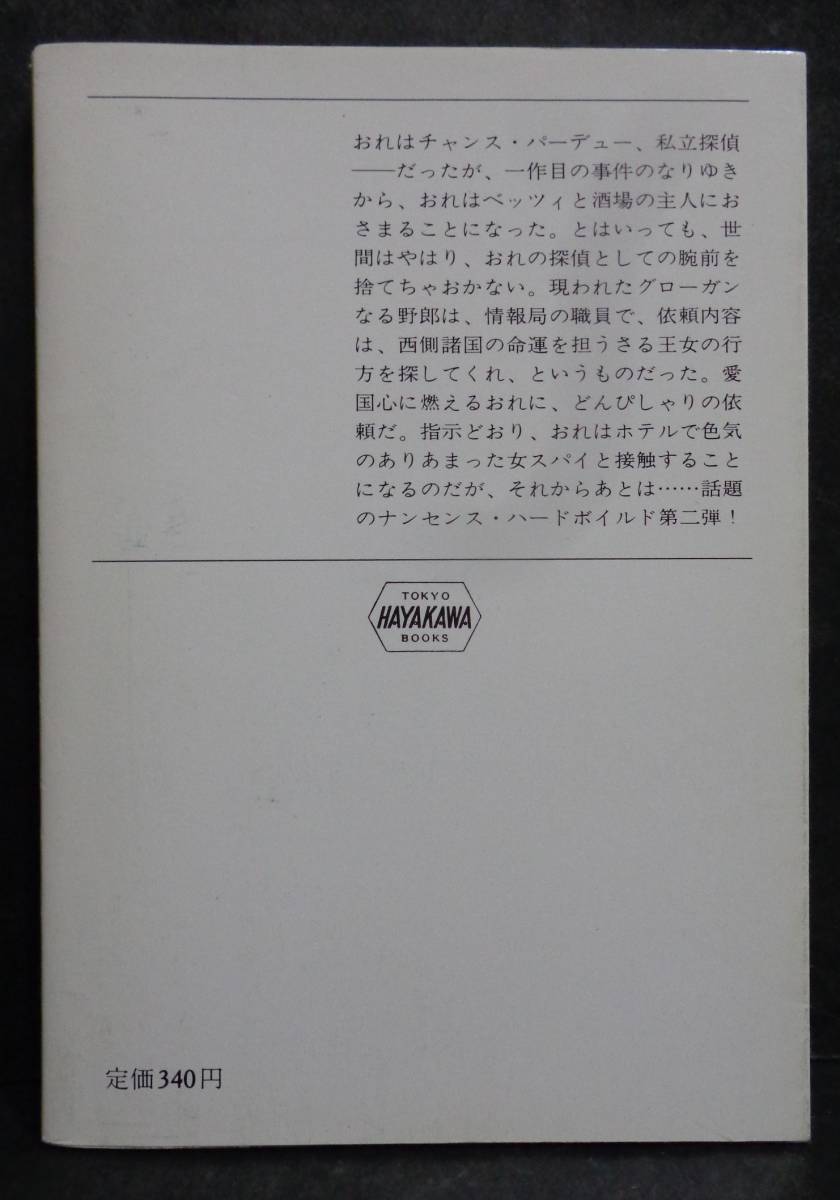 おれはチャンス・パーデュー、私立探偵
――だったが、一作目の事件のなりゆき
から、おれはベッツィと酒場の主人にお
さまることになった。とはいっても、世
間はやはり、おれの探偵としての腕前を
捨てちゃおかない。現われたグローガン
なる野郎は、情報局の職員で、依頼内容
は、西側諸国の命運を担うさる王女の行
方を探してくれ、というものだった。愛
国心に燃えるおれに、どんぴしゃりの依
頼だ。指示どおり、おれはホテルで色気
のありあまった女スパイと接触すること
になるのだが、それからあとは……話題
のナンセンス・ハードボイルド第二弾！
TOKYO
HAYAKAWA
BOOKS
定価340円